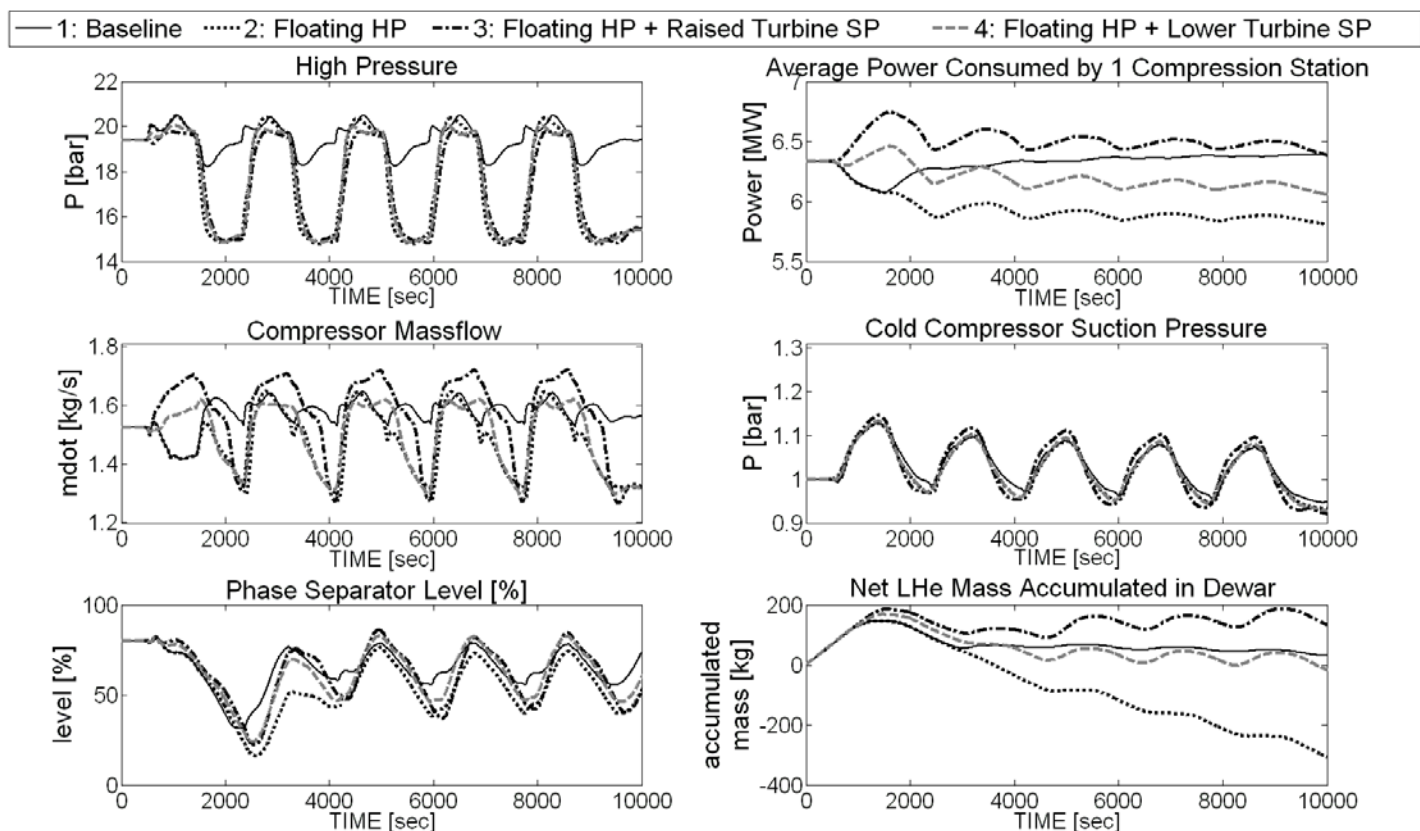 1: Baseline 2: Floating HP 3: Floating HP + Raised Turbine SP 4: Floating HP + Lower Turbine SP
High Pressure
22
20
18
16
14
P [bar]
0 2000 4000 6000 8000 10000
TIME [sec]
Average Power Consumed by 1 Compression Station
7
6.5
6
5.5
Power [MW]
0 2000 4000 6000 8000 10000
TIME [sec]
Compressor Massflow
1.8
1.6
1.4
1.2
mdot [kg/s]
0 2000 4000 6000 8000 10000
TIME [sec]
Cold Compressor Suction Pressure
1.3
1.2
1.1
1
0.9
P [bar]
0 2000 4000 6000 8000 10000
TIME [sec]
Phase Separator Level [%]
100
50
0
level [%]
0 2000 4000 6000 8000 10000
TIME [sec]
Net LHe Mass Accumulated in Dewar
200
0
-200
-400
accumulated
mass [kg]
0 2000 4000 6000 8000 10000
TIME [sec]